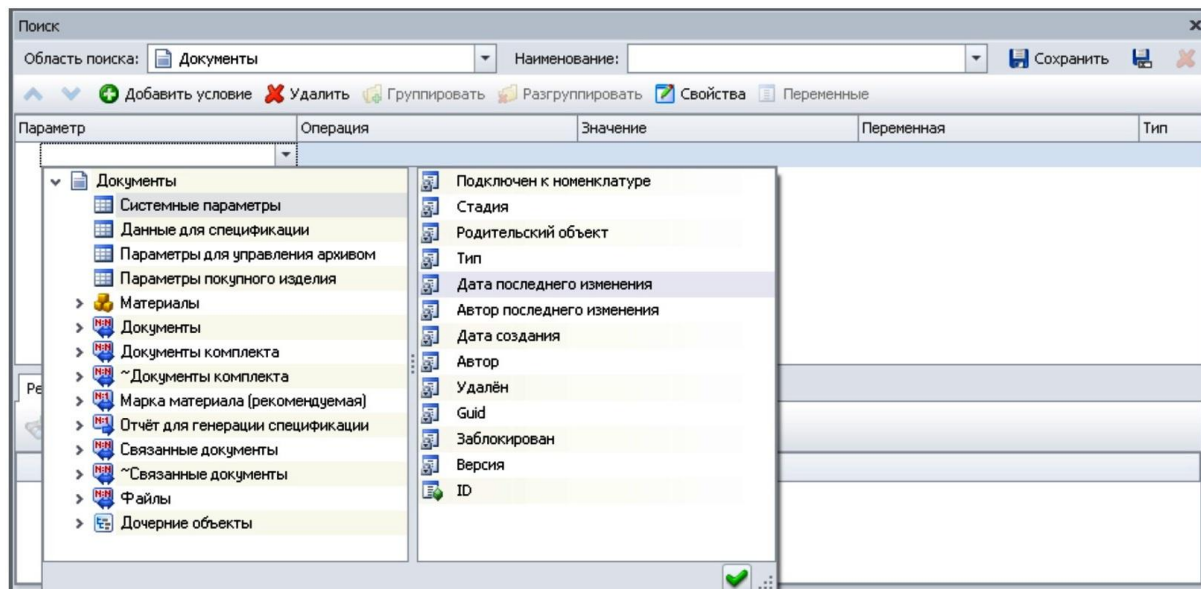 Поиск
Область поиска: Документы Наименование: Сохранить
Добавить условие Удалить Группировать Разгруппировать Свойства Переменные
Параметр Операция Значение Переменная Тип
Документы
Системные параметры
Данные для спецификации
Параметры для управления архивом
Параметры покупного изделия
Материалы
N:N Документы
N:N Документы комплекта
N:N ~Документы комплекта
N:1 Марка материала (рекомендуемая)
N:1 Отчёт для генерации спецификации
N:N Связанные документы
N:N ~Связанные документы
N:N Файлы
Дочерние объекты
Подключен к номенклатуре
Стадия
Родительский объект
Тип
Дата последнего изменения
Автор последнего изменения
Дата создания
Автор
Удалён
Guid
Заблокирован
Версия
ID
Ре